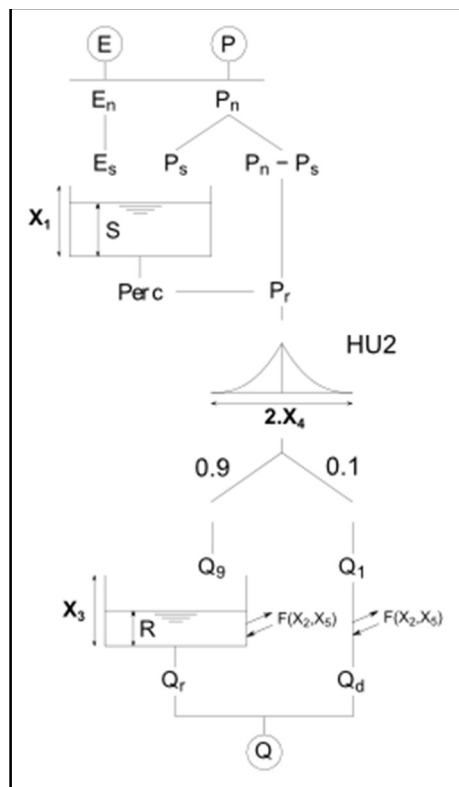 E P
Eₙ Pₙ
Eₛ Pₛ Pₙ – Pₛ
X₁ S
Perc Pᵣ
HU2
2.X₄
0.9 0.1
Q₉ Q₁
X₃ R F(X₂,X₅) F(X₂,X₅)
Qᵣ Q_d
Q